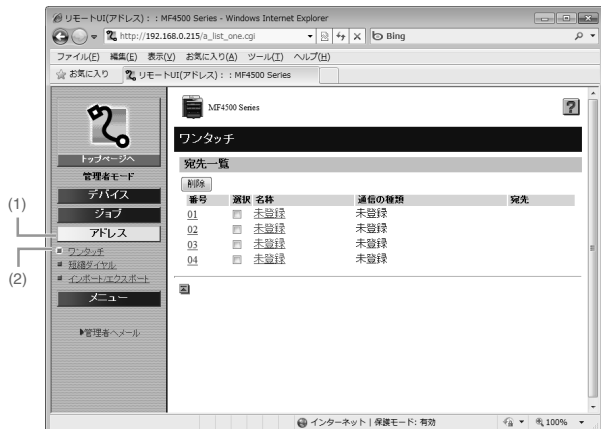 リモートUI(アドレス): : MF4500 Series - Windows Internet Explorer
http://192.168.0.215/a_list_one.cgi
Bing
ファイル(F) 編集(E) 表示(V) お気に入り(A) ツール(T) ヘルプ(H)
お気に入り リモートUI(アドレス): : MF4500 Series
MF4500 Series
?
トップページへ
管理者モード
デバイス
ジョブ
(1)
アドレス
(2)
ワンタッチ
短縮ダイヤル
インポート/エクスポート
メニュー
管理者へメール
ワンタッチ
宛先一覧
削除
番号 選択 名称 通信の種類 宛先
01 未登録 未登録
02 未登録 未登録
03 未登録 未登録
04 未登録 未登録
インターネット | 保護モード: 有効 100%